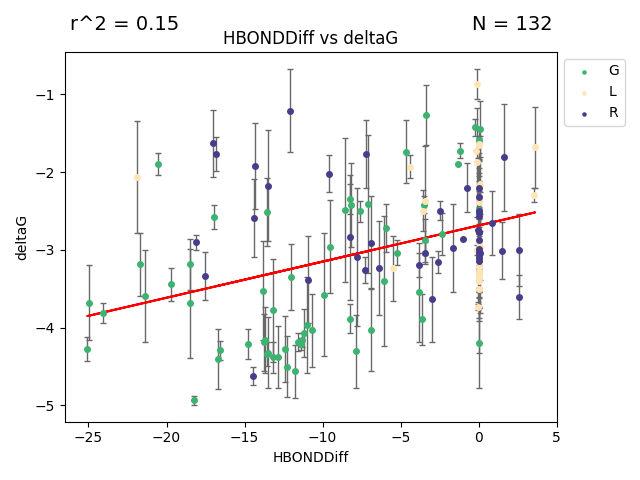 r^2 = 0.15
N = 132
HBONDDiff vs deltaG
G
L
R
deltaG
−1
−2
−3
−4
−5
−25
−20
−15
−10
−5
0
5
HBONDDiff